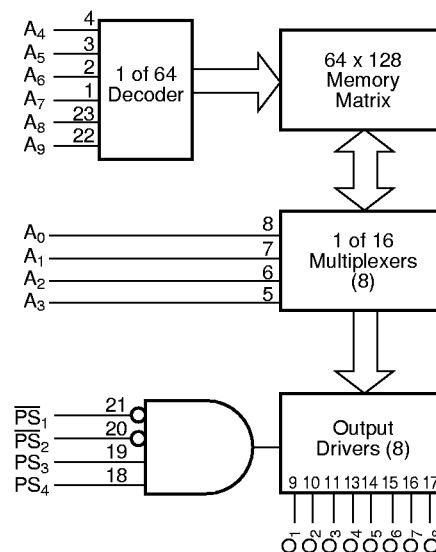 A4 4
A5 3
A6 2
A7 1
A8 23
A9 22
1 of 64
Decoder
64 x 128
Memory
Matrix
A0 8
A1 7
A2 6
A3 5
1 of 16
Multiplexers
(8)
P̅S̅1 21
P̅S̅2 20
PS3 19
PS4 18
Output
Drivers (8)
9 10 11 13 14 15 16 17
O1 O2 O3 O4 O5 O6 O7 O8